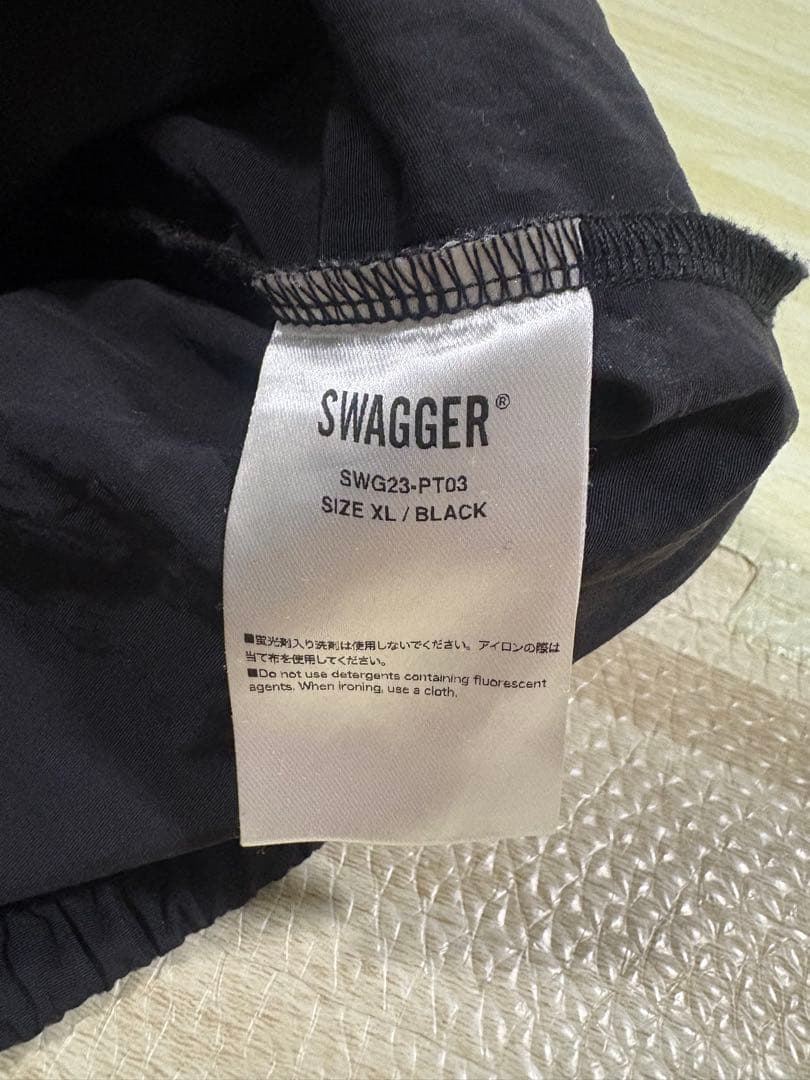 SWAGGER®
SWG23-PT03
SIZE XL / BLACK
■蛍光剤入り洗剤は使用しないでください。アイロンの際は
当て布を使用してください。
■Do not use detergents containing fluorescent
agents. When ironing, use a cloth.